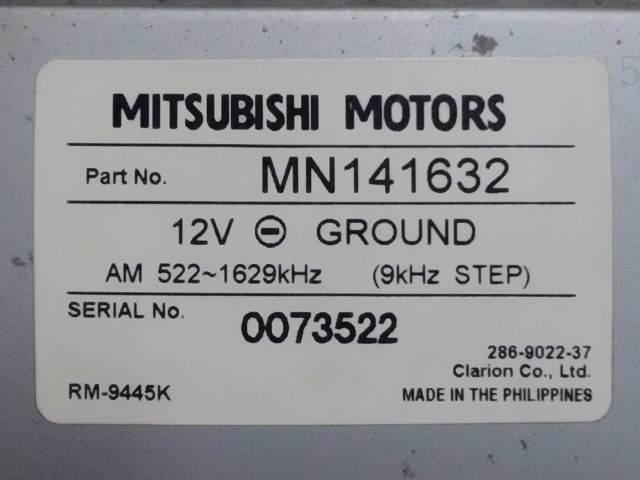 MITSUBISHI MOTORS
Part No. MN141632
12V ⊖ GROUND
AM 522~1629kHz (9kHz STEP)
SERIAL No. 0073522
286-9022-37
Clarion Co., Ltd.
RM-9445K MADE IN THE PHILIPPINES